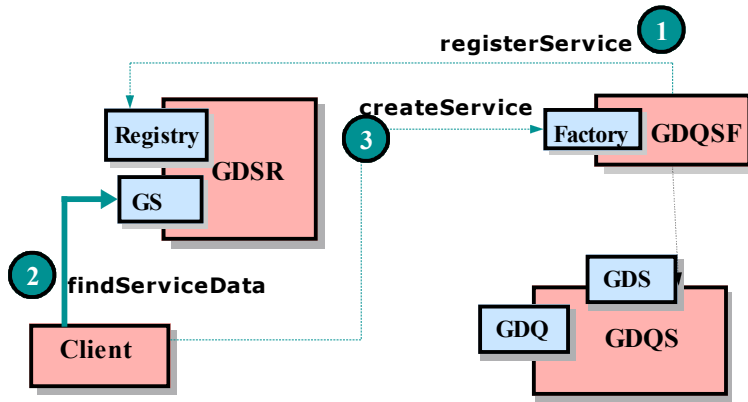 1
registerService
createService
3
Registry
GDSR
GS
Factory
GDQSF
2
findServiceData
Client
GDS
GDQ
GDQS